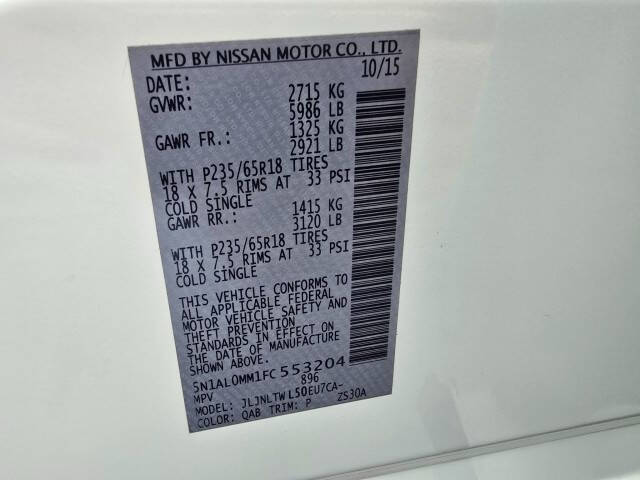 MFD BY NISSAN MOTOR CO., LTD.
DATE: 10/15
GVWR: 2715 KG
5986 LB
GAWR FR.: 1325 KG
2921 LB
WITH P235/65R18 TIRES
18 X 7.5 RIMS AT 33 PSI
COLD SINGLE
GAWR RR.: 1415 KG
3120 LB
WITH P235/65R18 TIRES
18 X 7.5 RIMS AT 33 PSI
COLD SINGLE
THIS VEHICLE CONFORMS TO
ALL APPLICABLE FEDERAL
MOTOR VEHICLE SAFETY AND
THEFT PREVENTION
STANDARDS IN EFFECT ON
THE DATE OF MANUFACTURE
SHOWN ABOVE.
5N1AL0MM1FC553204
MPV 896
MODEL: JLJNLTWL50EU7CA- ZS30A
COLOR: QAB TRIM: P